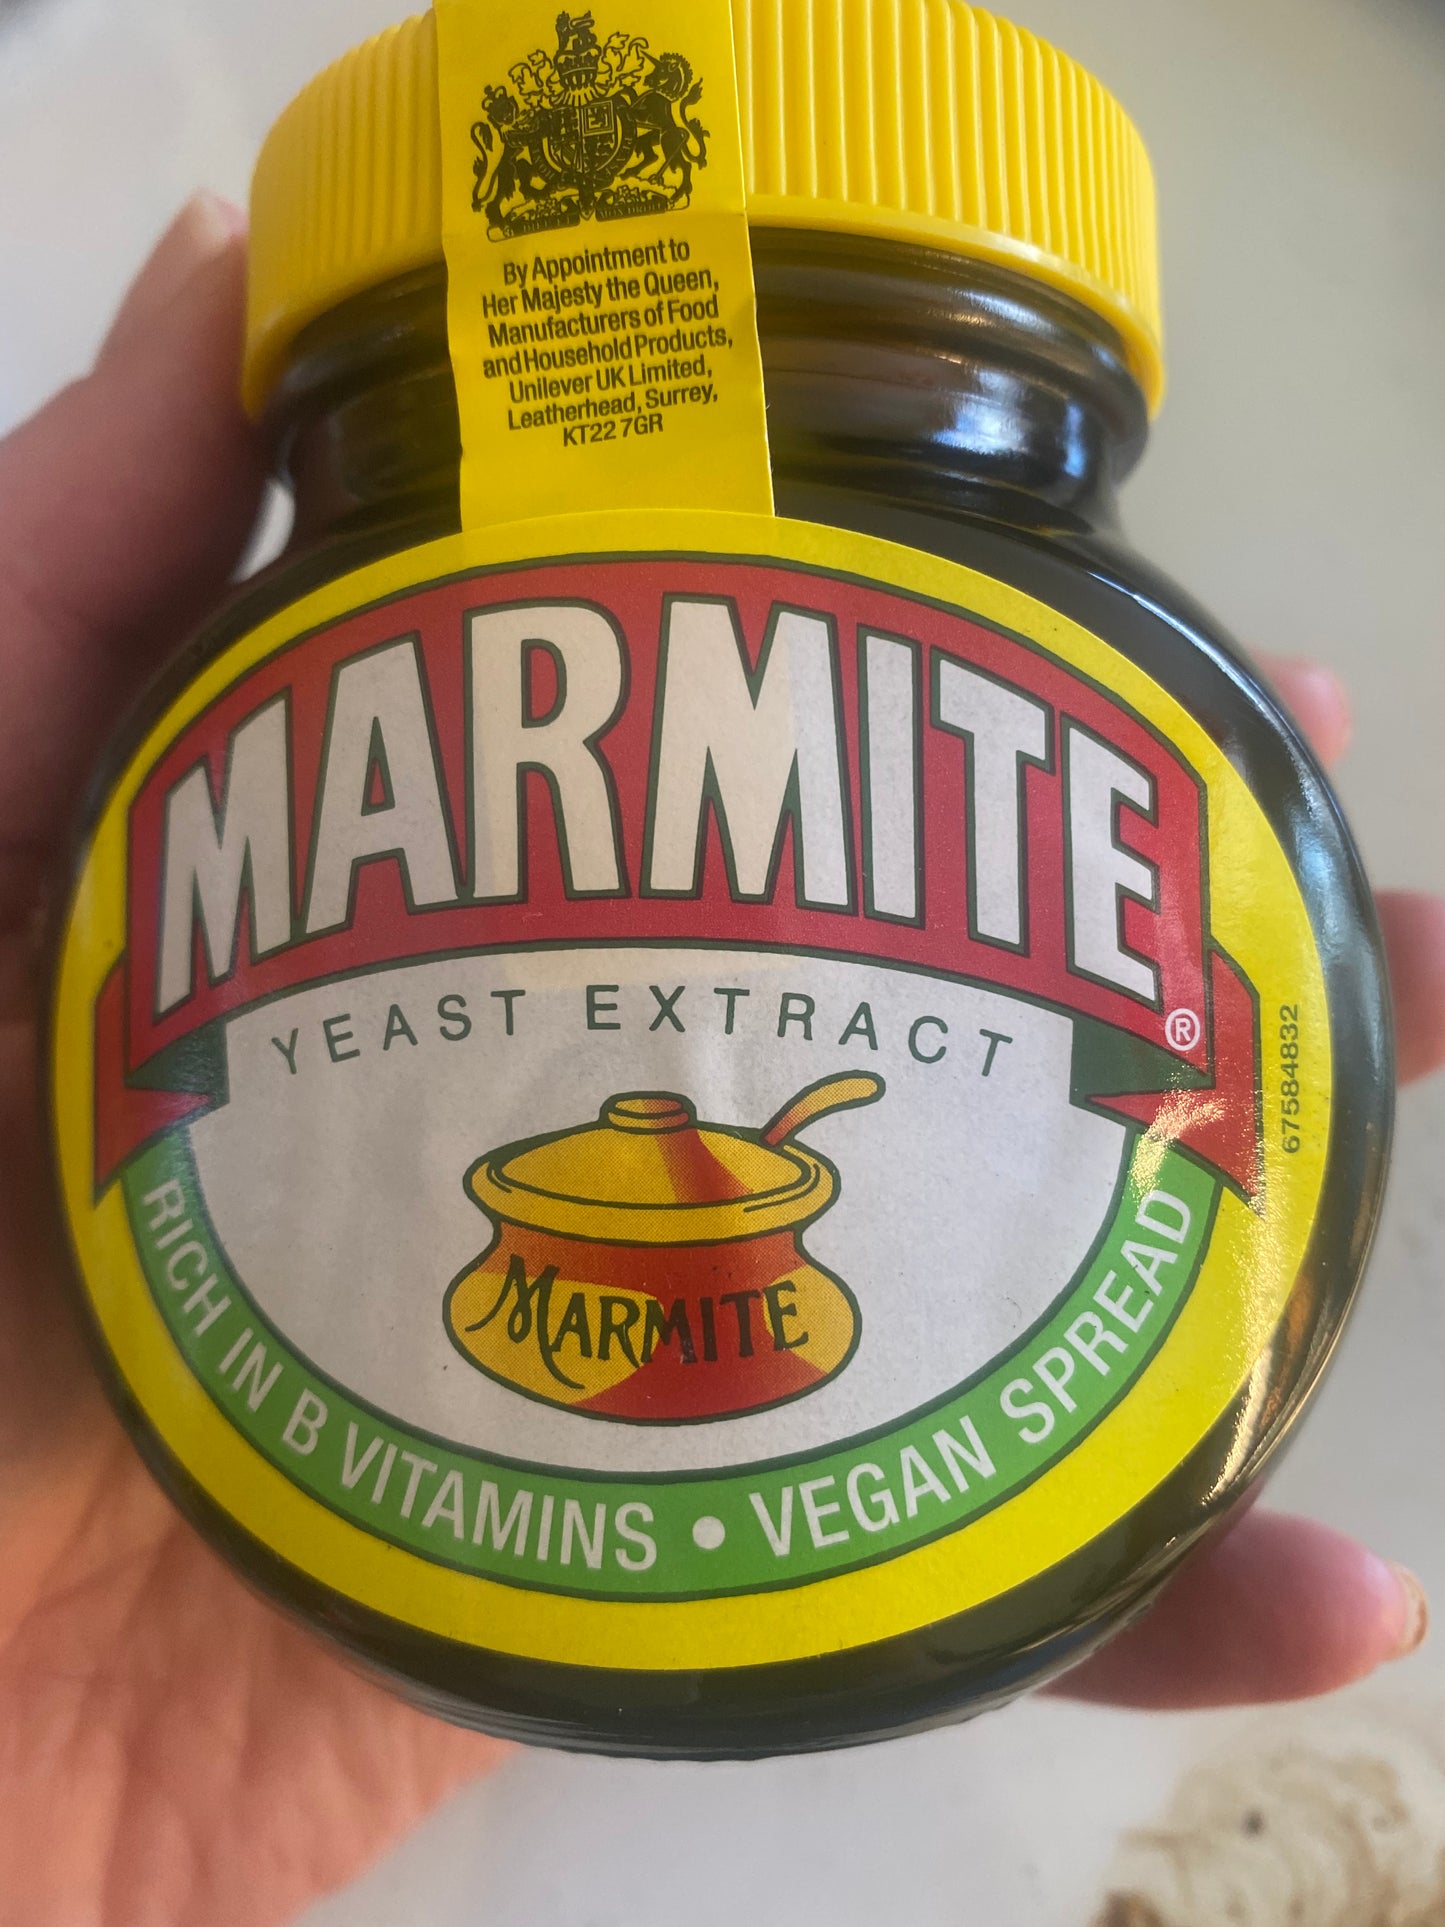 By Appointment to
Her Majesty the Queen,
Manufacturers of Food
and Household Products,
Unilever UK Limited,
Leatherhead, Surrey,
KT22 7GR
MARMITE®
YEAST EXTRACT
MARMITE
RICH IN B VITAMINS • VEGAN SPREAD
67584832